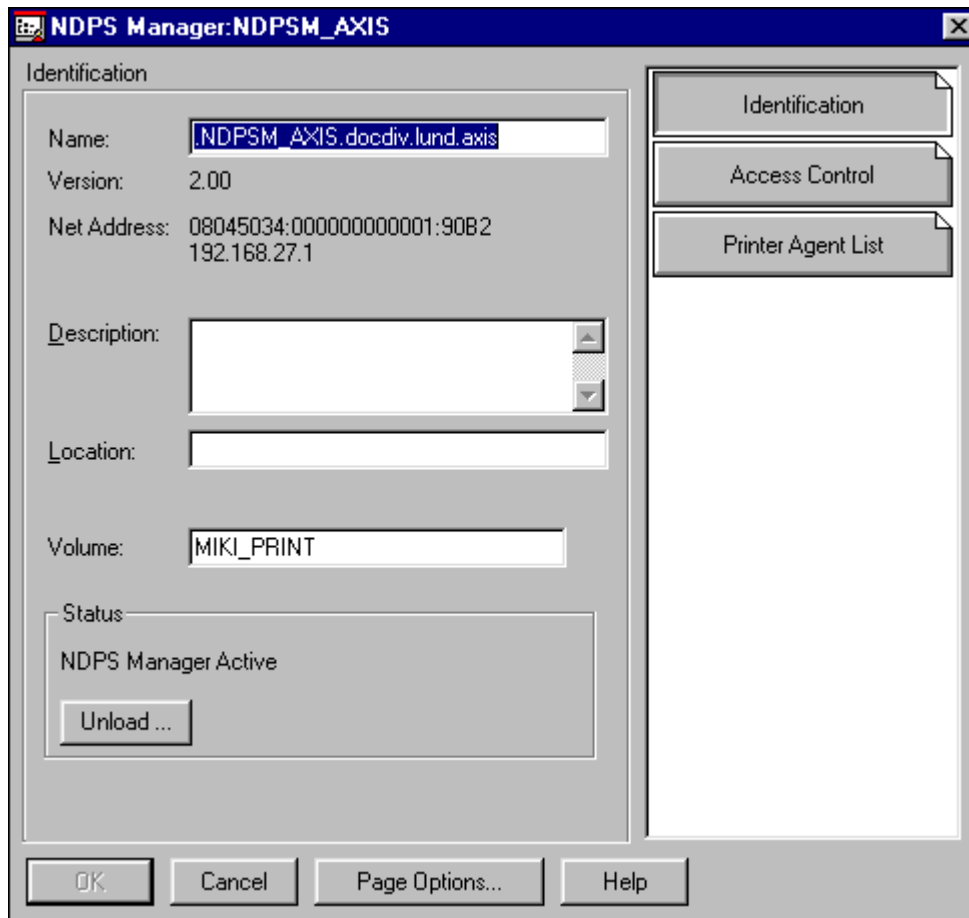 NDPS Manager:NDPSM_AXIS
Identification
Name: .NDPSM_AXIS.docdiv.lund.axis
Version: 2.00
Net Address: 08045034:000000000001:90B2
192.168.27.1
Description:
Location:
Volume: MIKI_PRINT
Status
NDPS Manager Active
Unload ...
Identification
Access Control
Printer Agent List
OK Cancel Page Options... Help